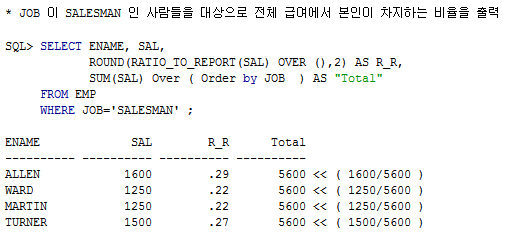 * JOB 이 SALESMAN 인 사람들을 대상으로 전체 급여에서 본인이 차지하는 비율을 출력
SQL> SELECT ENAME, SAL,
ROUND(RATIO_TO_REPORT(SAL) OVER (),2) AS R_R,
SUM(SAL) Over ( Order by JOB  ) AS "Total"
FROM EMP
WHERE JOB='SALESMAN' ;
ENAME             SAL        R_R      Total
---------- ---------- ---------- ----------
ALLEN            1600        .29       5600 << ( 1600/5600 )
WARD             1250        .22       5600 << ( 1250/5600 )
MARTIN           1250        .22       5600 << ( 1250/5600 )
TURNER           1500        .27       5600 << ( 1500/5600 )